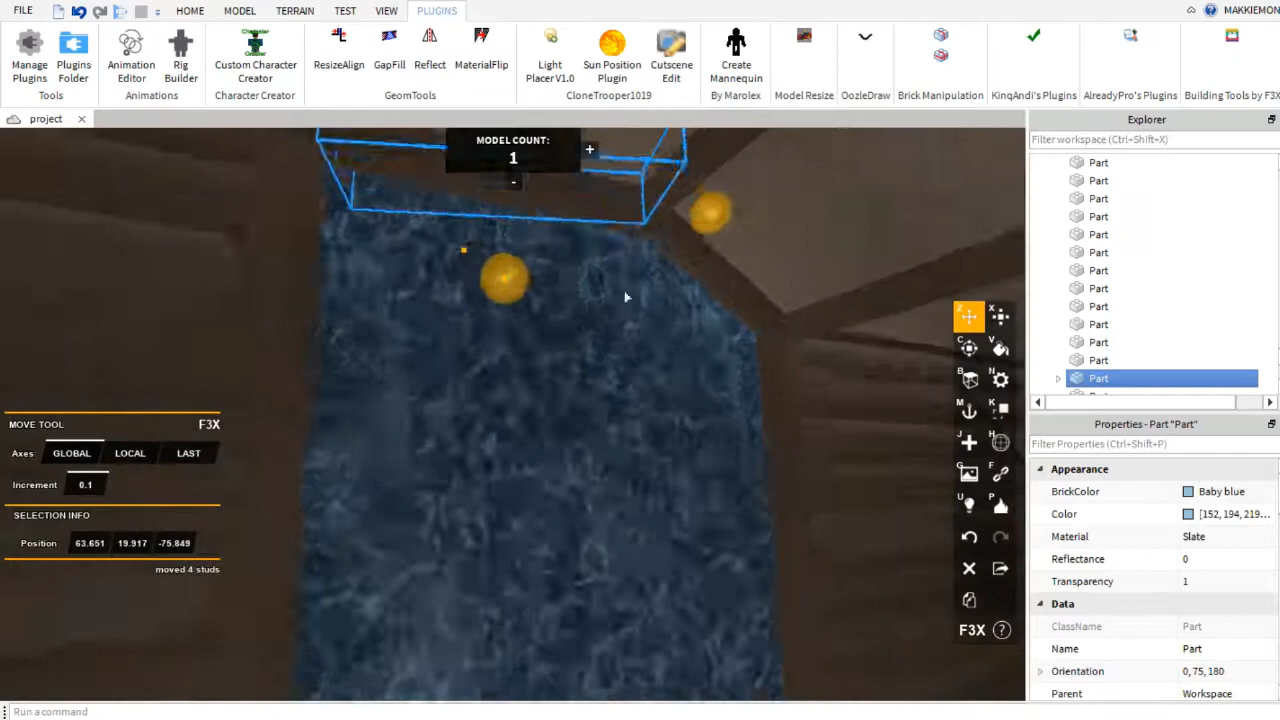 FILE HOME MODEL TERRAIN TEST VIEW PLUGINS MAKKIEMON
Manage Plugins
Plugins Folder
Animation Editor
Rig Builder
Custom Character Creator
ResizeAlign
GapFill
Reflect
MaterialFlip
Light Placer V1.0
Sun Position Plugin
Cutscene Edit
Create Mannequin
Tools
Animations
Character Creator
GeomTools
CloneTrooper1019
By Marolex
Model Resize
OozleDraw
Brick Manipulation
KinqAndi's Plugins
AlreadyPro's Plugins
Building Tools by F3X
project
MODEL COUNT:
1
+
-
Explorer
Filter workspace (Ctrl+Shift+X)
Part
Part
Part
Part
Part
Part
Part
Part
Part
Part
Part
Part
Part
Properties - Part "Part"
Filter Properties (Ctrl+Shift+P)
Appearance
BrickColor Baby blue
Color [152, 194, 219...
Material Slate
Reflectance 0
Transparency 1
Data
ClassName Part
Name Part
Orientation 0, 75, 180
Parent Workspace
MOVE TOOL F3X
Axes GLOBAL LOCAL LAST
Increment 0.1
SELECTION INFO
Position 63.651 19.917 -75.849
moved 4 studs
Z X
C V
B N
M K
J H
G F
U P
F3X ?
Run a command